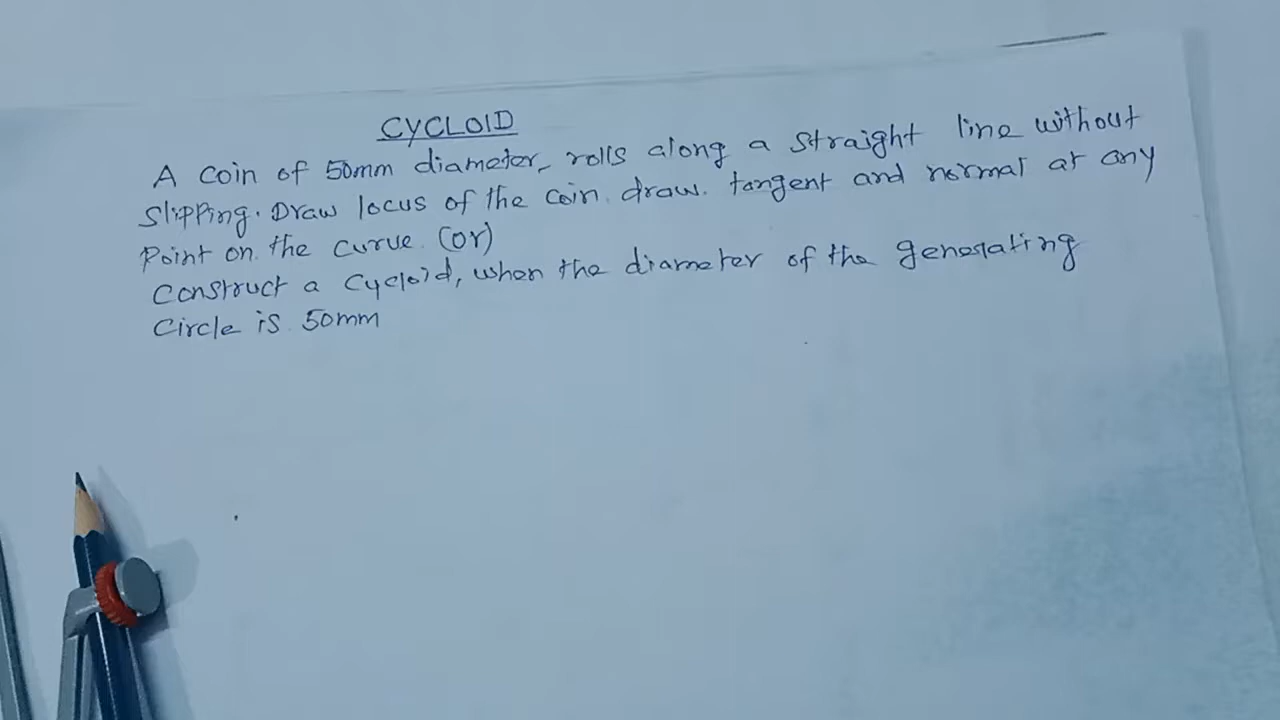 CYCLOID
A coin of 50mm diameter, rolls along a straight line without
slipping. Draw locus of the coin. draw. tangent and normal at any
Point on the curve. (or)
Construct a cycloid, when the diameter of the generating
Circle is 50mm